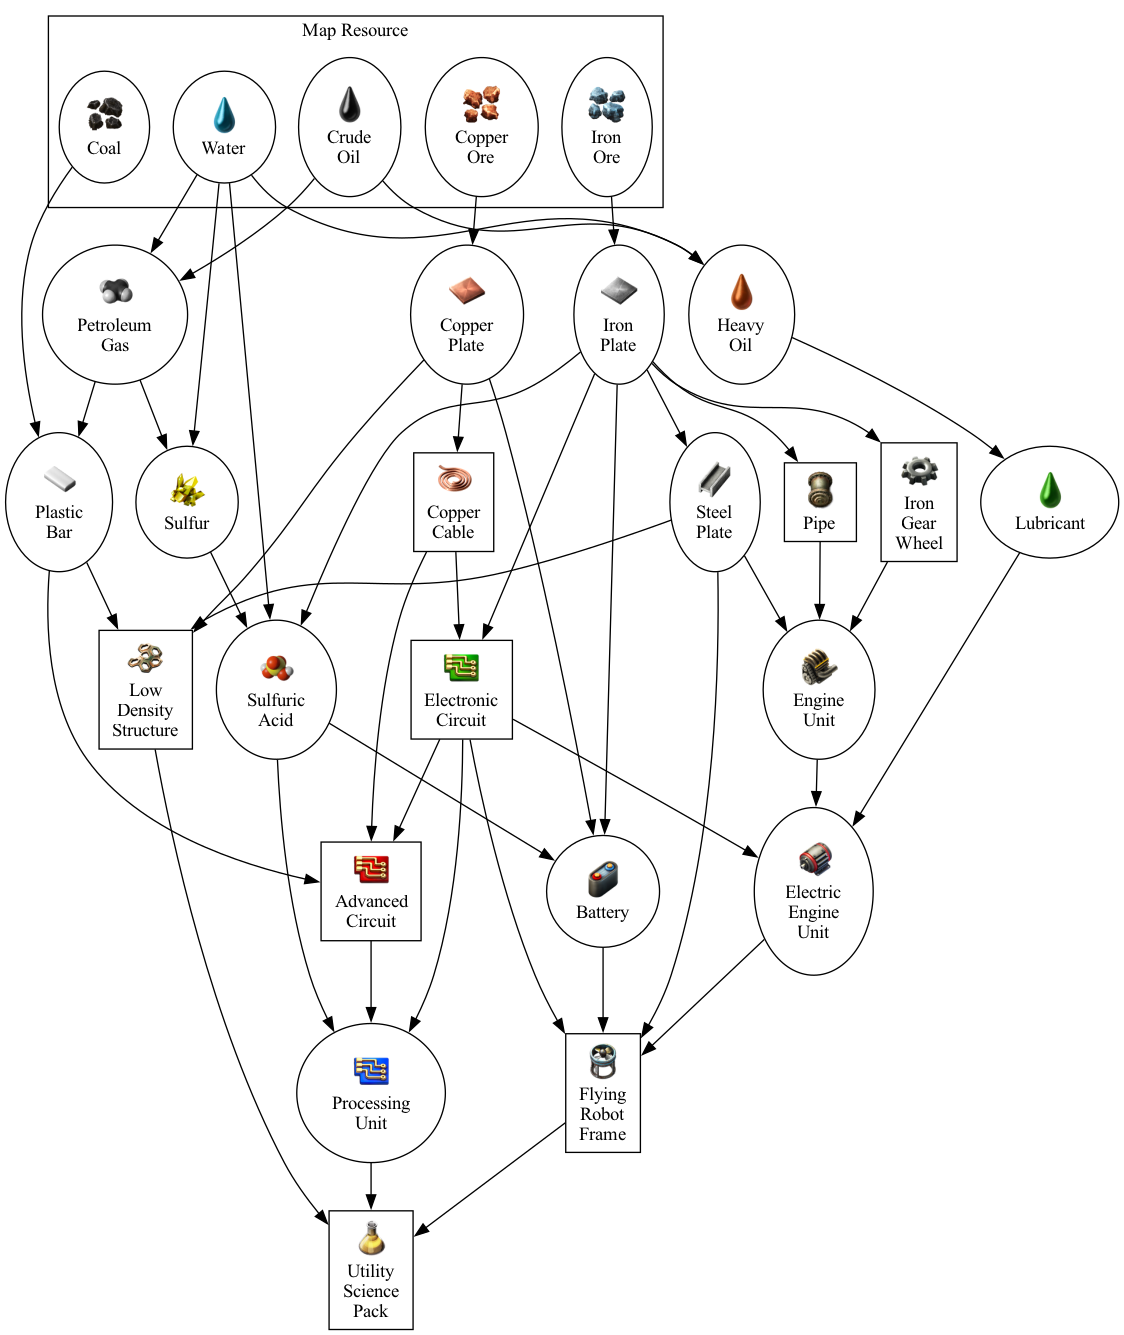 Map Resource
Coal
Water
Crude
Oil
Copper
Ore
Iron
Ore
Petroleum
Gas
Copper
Plate
Iron
Plate
Heavy
Oil
Plastic
Bar
Sulfur
Copper
Cable
Steel
Plate
Pipe
Iron
Gear
Wheel
Lubricant
Low
Density
Structure
Sulfuric
Acid
Electronic
Circuit
Engine
Unit
Advanced
Circuit
Battery
Electric
Engine
Unit
Processing
Unit
Flying
Robot
Frame
Utility
Science
Pack